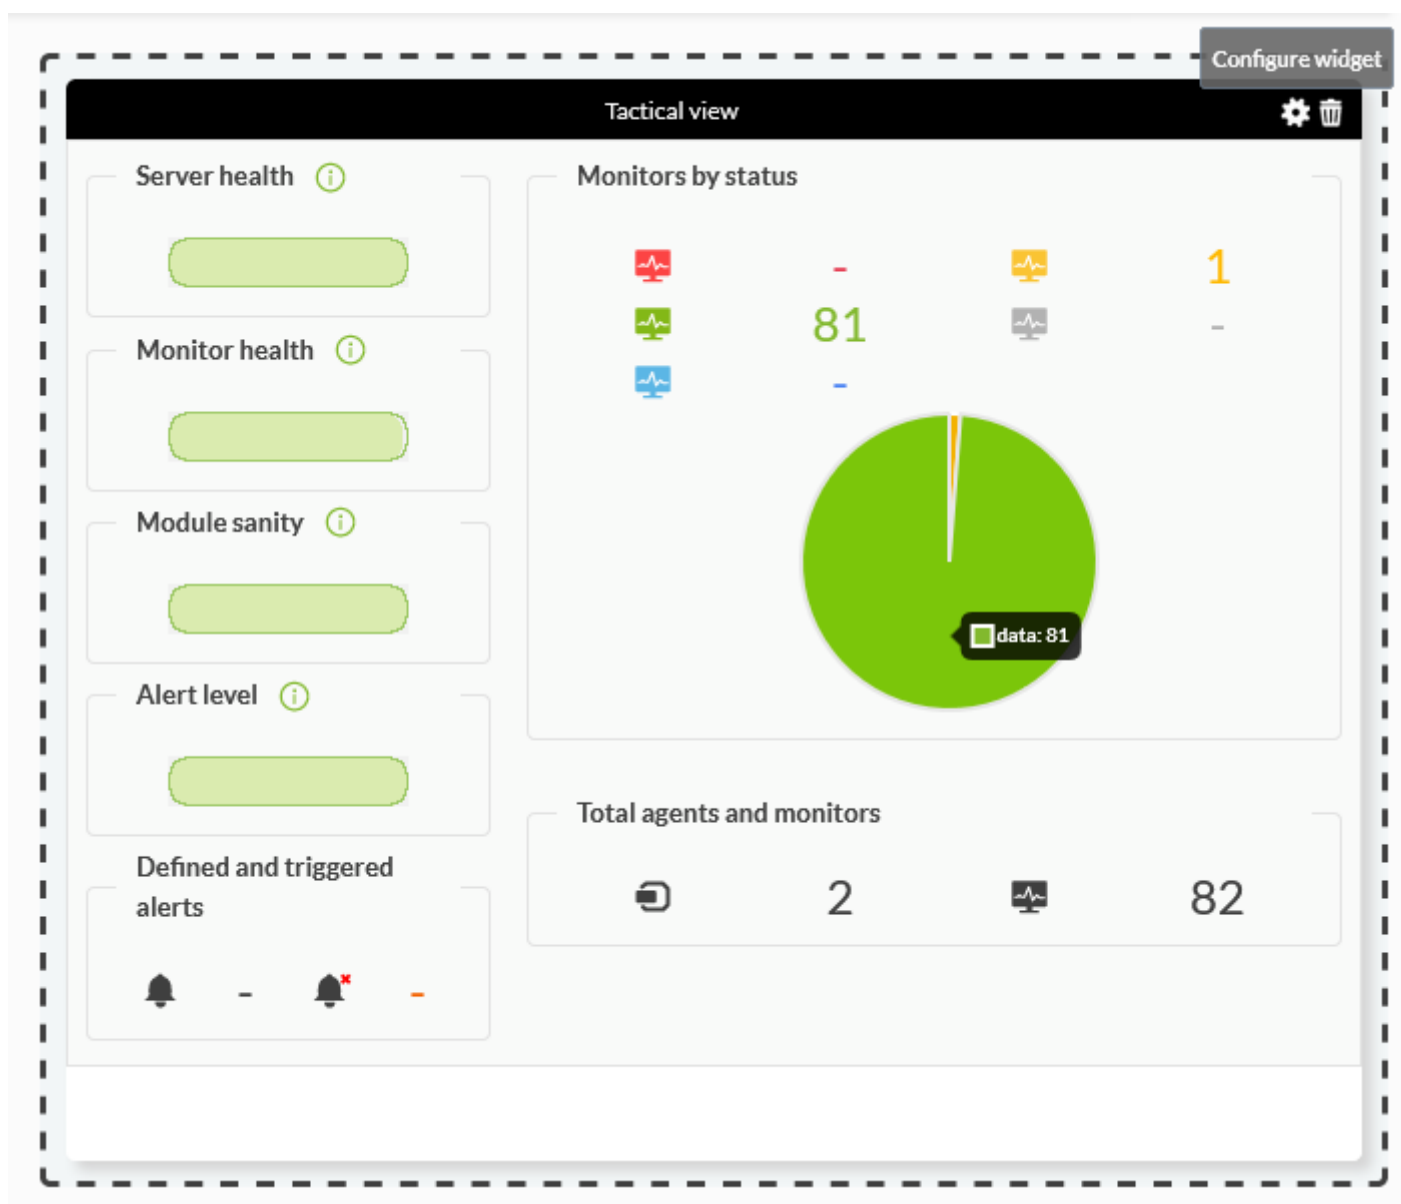 Configure widget
Tactical view
Server health
Monitor health
Module sanity
Alert level
Defined and triggered
alerts
- -
Monitors by status
- 1
81 -
-
data: 81
Total agents and monitors
2 82